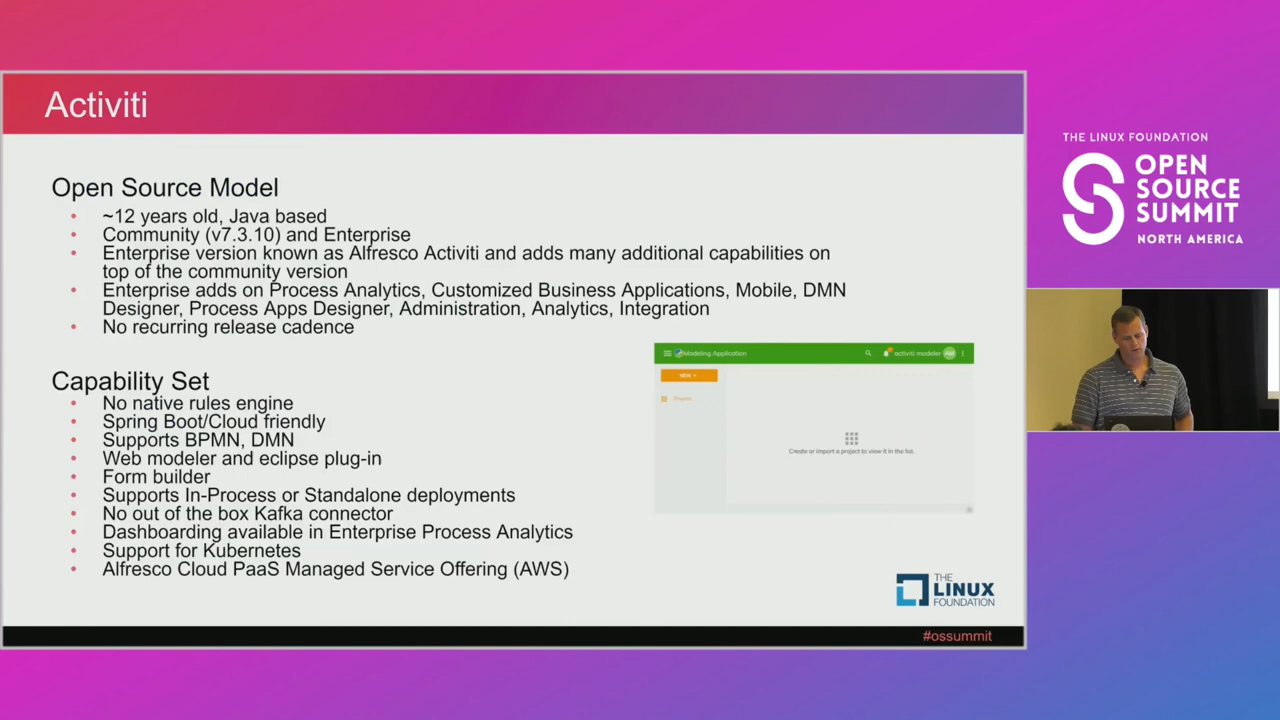 Activiti
Open Source Model
• ~12 years old, Java based
• Community (v7.3.10) and Enterprise
• Enterprise version known as Alfresco Activiti and adds many additional capabilities on
top of the community version
• Enterprise adds on Process Analytics, Customized Business Applications, Mobile, DMN
Designer, Process Apps Designer, Administration, Analytics, Integration
• No recurring release cadence
Capability Set
• No native rules engine
• Spring Boot/Cloud friendly
• Supports BPMN, DMN
• Web modeler and eclipse plug-in
• Form builder
• Supports In-Process or Standalone deployments
• No out of the box Kafka connector
• Dashboarding available in Enterprise Process Analytics
• Support for Kubernetes
• Alfresco Cloud PaaS Managed Service Offering (AWS)
Modeling Application
activiti modeler
NEW
Create or import a project to view it in the list.
THE
LINUX
FOUNDATION
#ossummit
THE LINUX FOUNDATION
OPEN
SOURCE
SUMMIT
NORTH AMERICA